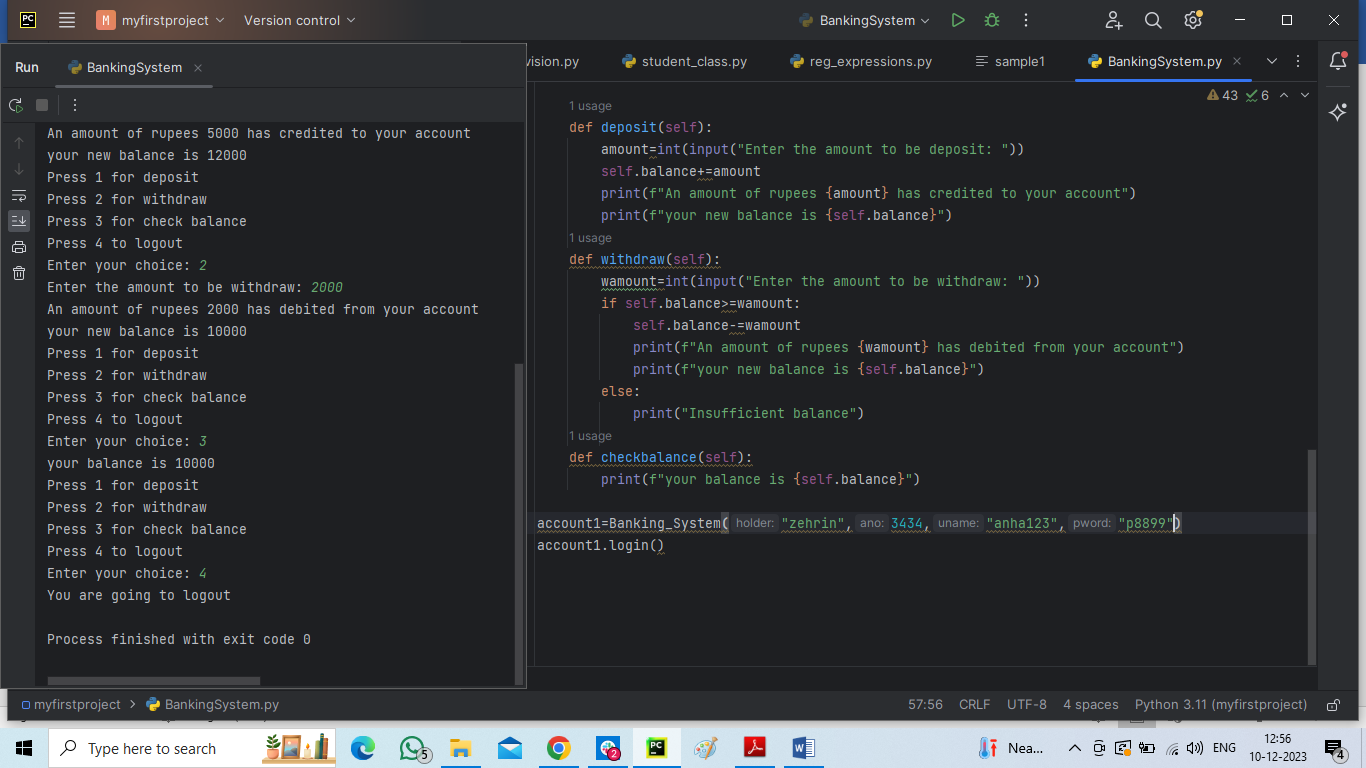 PC
M myfirstproject Version control BankingSystem
Run BankingSystem
vision.py student_class.py reg_expressions.py sample1 BankingSystem.py
43 6
An amount of rupees 5000 has credited to your account
your new balance is 12000
Press 1 for deposit
Press 2 for withdraw
Press 3 for check balance
Press 4 to logout
Enter your choice: 2
Enter the amount to be withdraw: 2000
An amount of rupees 2000 has debited from your account
your new balance is 10000
Press 1 for deposit
Press 2 for withdraw
Press 3 for check balance
Press 4 to logout
Enter your choice: 3
your balance is 10000
Press 1 for deposit
Press 2 for withdraw
Press 3 for check balance
Press 4 to logout
Enter your choice: 4
You are going to logout
Process finished with exit code 0
1 usage
def deposit(self):
amount=int(input("Enter the amount to be deposit: "))
self.balance+=amount
print(f"An amount of rupees {amount} has credited to your account")
print(f"your new balance is {self.balance}")
1 usage
def withdraw(self):
wamount=int(input("Enter the amount to be withdraw: "))
if self.balance>=wamount:
self.balance-=wamount
print(f"An amount of rupees {wamount} has debited from your account")
print(f"your new balance is {self.balance}")
else:
print("Insufficient balance")
1 usage
def checkbalance(self):
print(f"your balance is {self.balance}")
account1=Banking_System( holder: "zehrin", ano: 3434, uname: "anha123", pword: "p8899")
account1.login()
myfirstproject > BankingSystem.py 57:56 CRLF UTF-8 4 spaces Python 3.11 (myfirstproject)
Type here to search 5 2 PC W Nea... ENG 12:56
10-12-2023 4